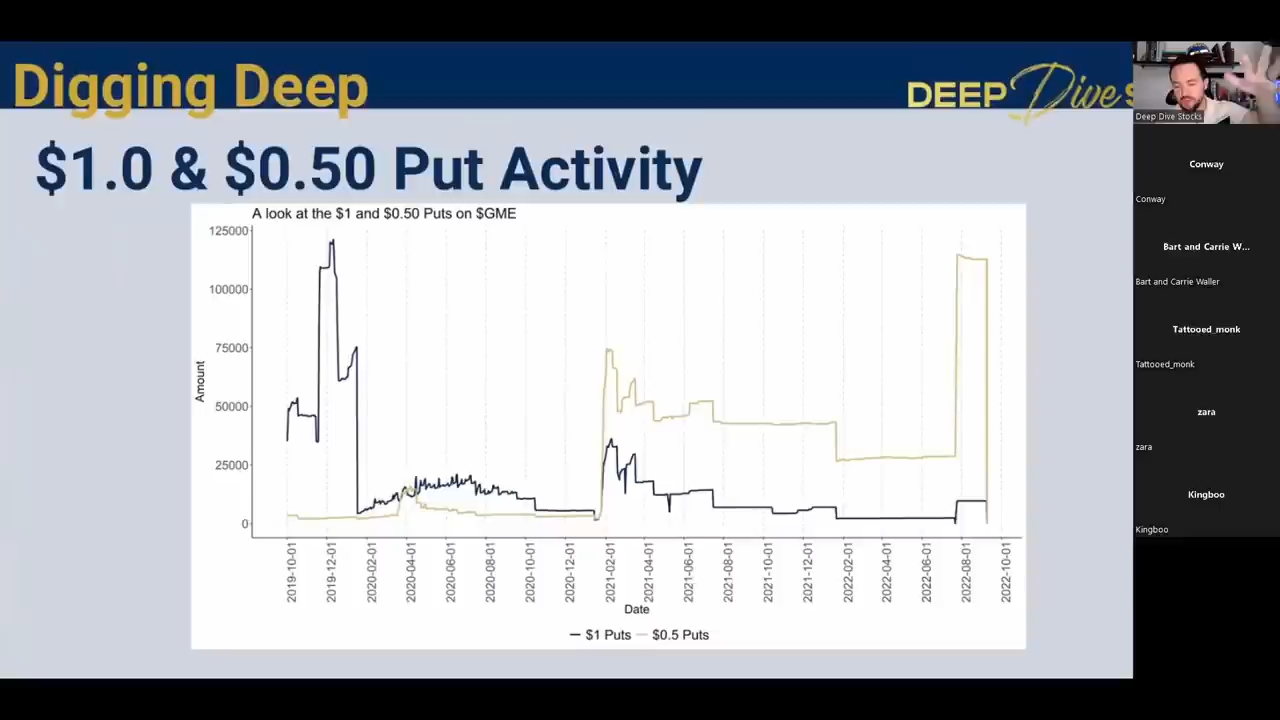 Digging Deep
DEEP Dive S
$1.0 & $0.50 Put Activity
A look at the $1 and $0.50 Puts on $GME
Amount
125000
100000
75000
50000
25000
0
2019-10-01
2019-12-01
2020-02-01
2020-04-01
2020-06-01
2020-08-01
2020-10-01
2020-12-01
2021-02-01
2021-04-01
2021-06-01
2021-08-01
2021-10-01
2021-12-01
2022-02-01
2022-04-01
2022-06-01
2022-08-01
2022-10-01
Date
$1 Puts
$0.5 Puts
Deep Dive Stocks
Conway
Conway
Bart and Carrie W...
Bart and Carrie Waller
Tattooed_monk
Tattooed_monk
zara
zara
Kingboo
Kingboo